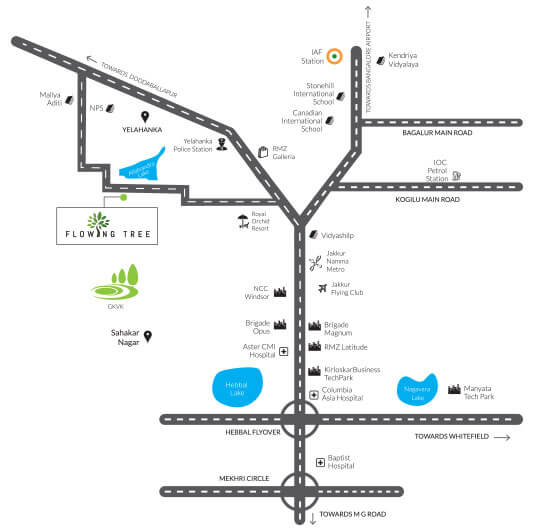 IAF
Station
TOWARDS BANGALORE AIRPORT
Kendriya
Vidyalaya
TOWARDS, DODDABALLAPUR
Stonehill
International
School
Mallya
Aditi
NPS
Canadian
International
School
YELAHANKA
BAGALUR MAIN ROAD
Yelahanka
Police Station
RMZ
Galleria
Allalsandra
Lake
IOC
Petrol
Station
KOGILU MAIN ROAD
FLOWING TREE
Royal
Orchid
Resort
Vidyashilp
Jakkur
Namma
Metro
GKVK
NCC
Windsor
Jakkur
Flying Club
Sahakar
Nagar
Brigade
Opus
Brigade
Magnum
Aster CMI
Hospital
RMZ Latitude
KirloskarBusiness
TechPark
Hebbal
Lake
Columbia
Asia Hospital
Nagavera
Lake
Manyata
Tech Park
HEBBAL FLYOVER
TOWARDS WHITEFIELD
Baptist
Hospital
MEKHRI CIRCLE
TOWARDS M G ROAD